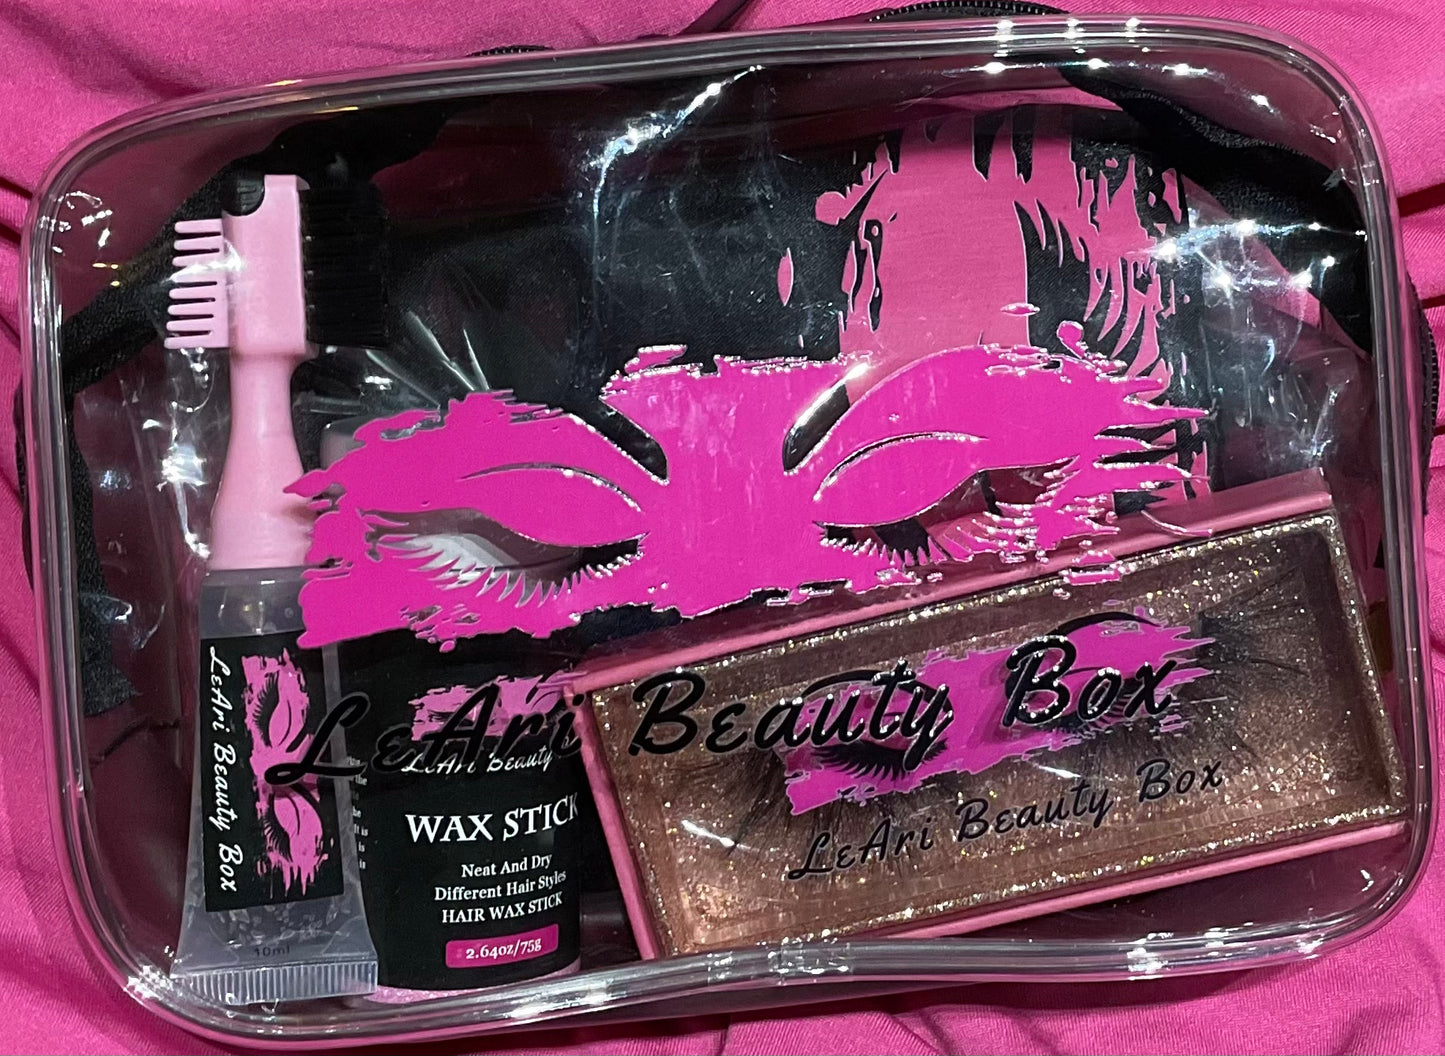 LeAri Beauty Box
LeAri Beauty Box
10ml
LeAri Beauty
WAX STICK
Neat And Dry
Different Hair Styles
HAIR WAX STICK
2.64oz/75g
LeAri Beauty Box